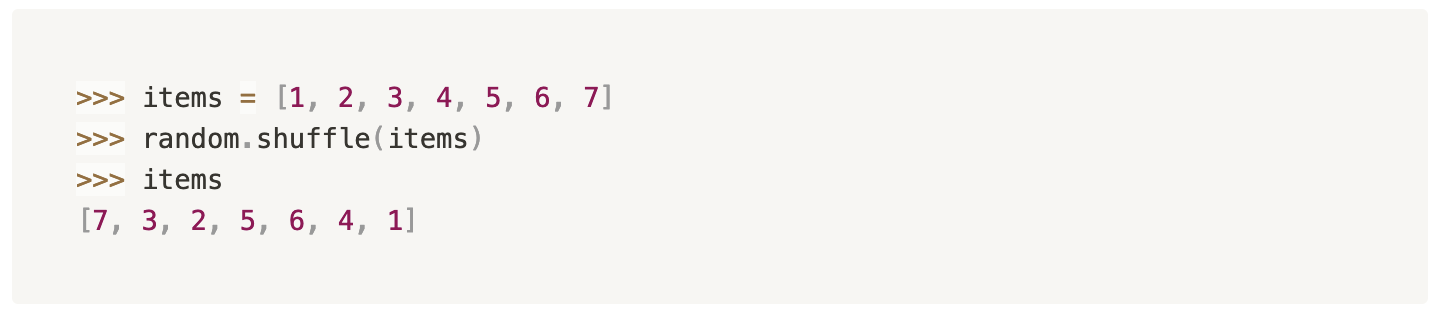 >>> items = [1, 2, 3, 4, 5, 6, 7]
>>> random.shuffle(items)
>>> items
[7, 3, 2, 5, 6, 4, 1]